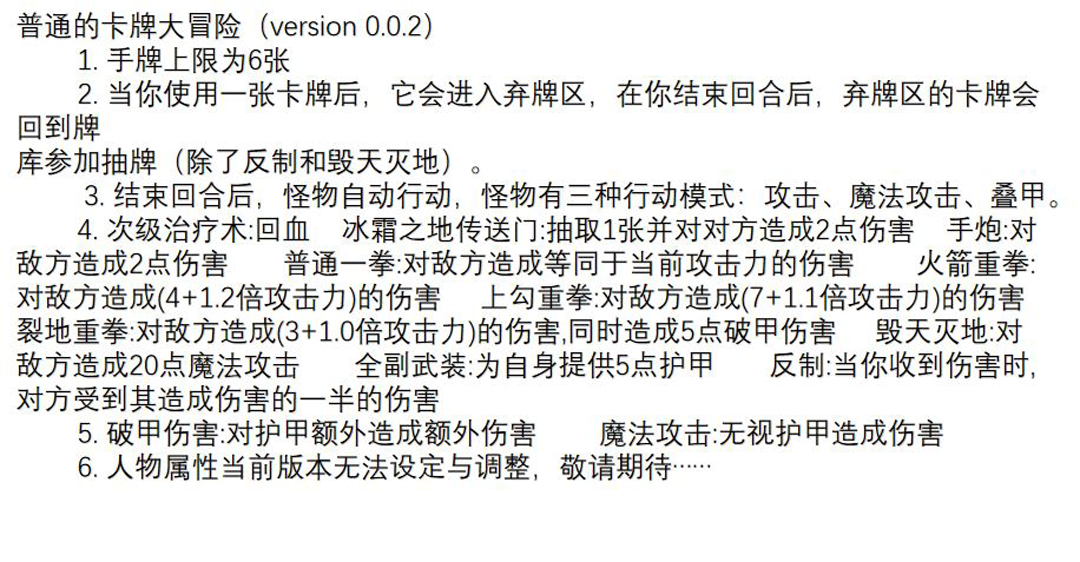 普通的卡牌大冒险（version 0.0.2）
1. 手牌上限为6张
2. 当你使用一张卡牌后，它会进入弃牌区，在你结束回合后，弃牌区的卡牌会
回到牌
库参加抽牌（除了反制和毁天灭地）。
3. 结束回合后，怪物自动行动，怪物有三种行动模式：攻击、魔法攻击、叠甲。
4. 次级治疗术:回血 冰霜之地传送门:抽取1张并对对方造成2点伤害 手炮:对
敌方造成2点伤害 普通一拳:对敌方造成等同于当前攻击力的伤害 火箭重拳:
对敌方造成(4+1.2倍攻击力)的伤害 上勾重拳:对敌方造成(7+1.1倍攻击力)的伤害
裂地重拳:对敌方造成(3+1.0倍攻击力)的伤害,同时造成5点破甲伤害 毁天灭地:对
敌方造成20点魔法攻击 全副武装:为自身提供5点护甲 反制:当你收到伤害时,
对方受到其造成伤害的一半的伤害
5. 破甲伤害:对护甲额外造成额外伤害 魔法攻击:无视护甲造成伤害
6. 人物属性当前版本无法设定与调整，敬请期待······